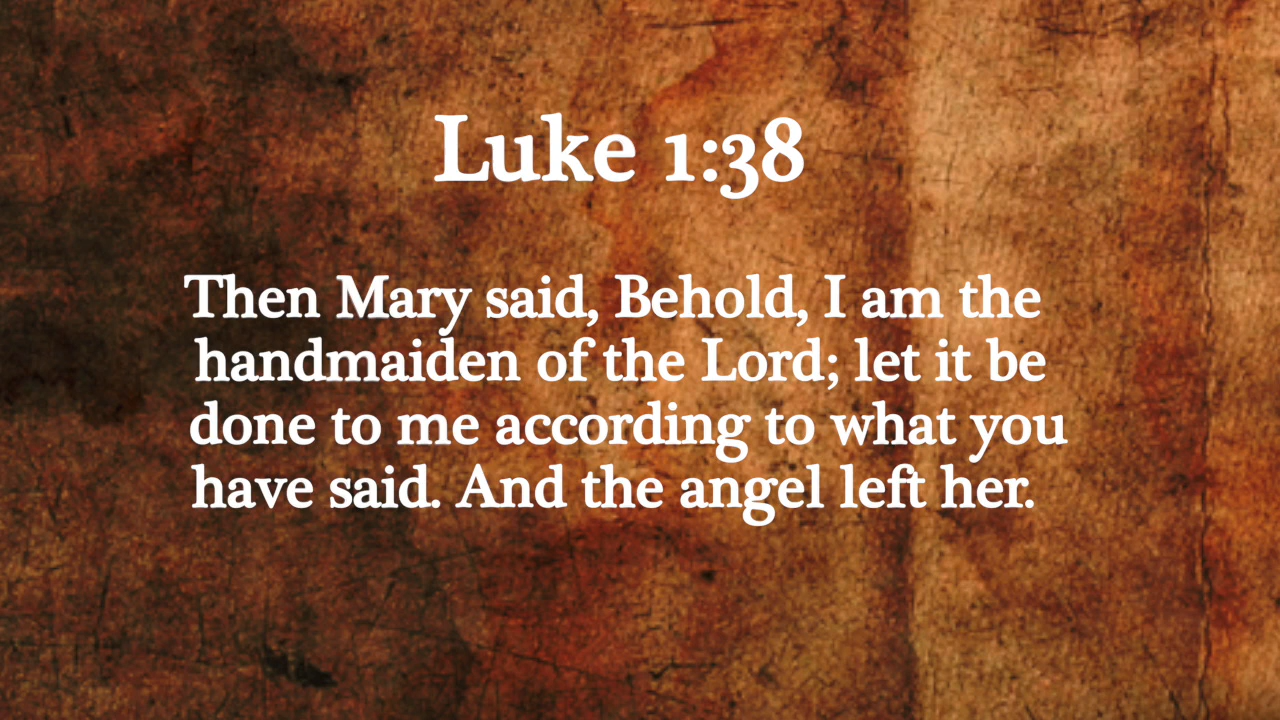 Luke 1:38
Then Mary said, Behold, I am the
handmaiden of the Lord; let it be
done to me according to what you
have said. And the angel left her.